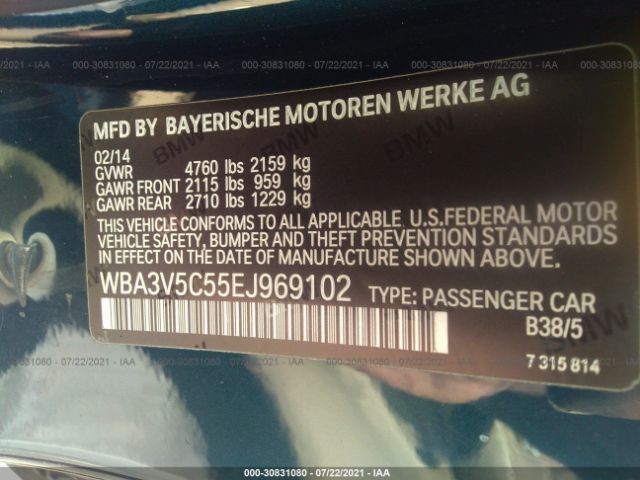 000-30831080 - 07/22/2021 - IAA
MFD BY BAYERISCHE MOTOREN WERKE AG
02/14
GVWR 4760 lbs 2159 kg
GAWR FRONT 2115 lbs 959 kg
GAWR REAR 2710 lbs 1229 kg
THIS VEHICLE CONFORMS TO ALL APPLICABLE U.S.FEDERAL MOTOR
VEHICLE SAFETY, BUMPER AND THEFT PREVENTION STANDARDS
IN EFFECT ON THE DATE OF MANUFACTURE SHOWN ABOVE.
WBA3V5C55EJ969102 TYPE: PASSENGER CAR
B38/5
7 315 814
BMW
000-30831080 - 07/22/2021 - IAA